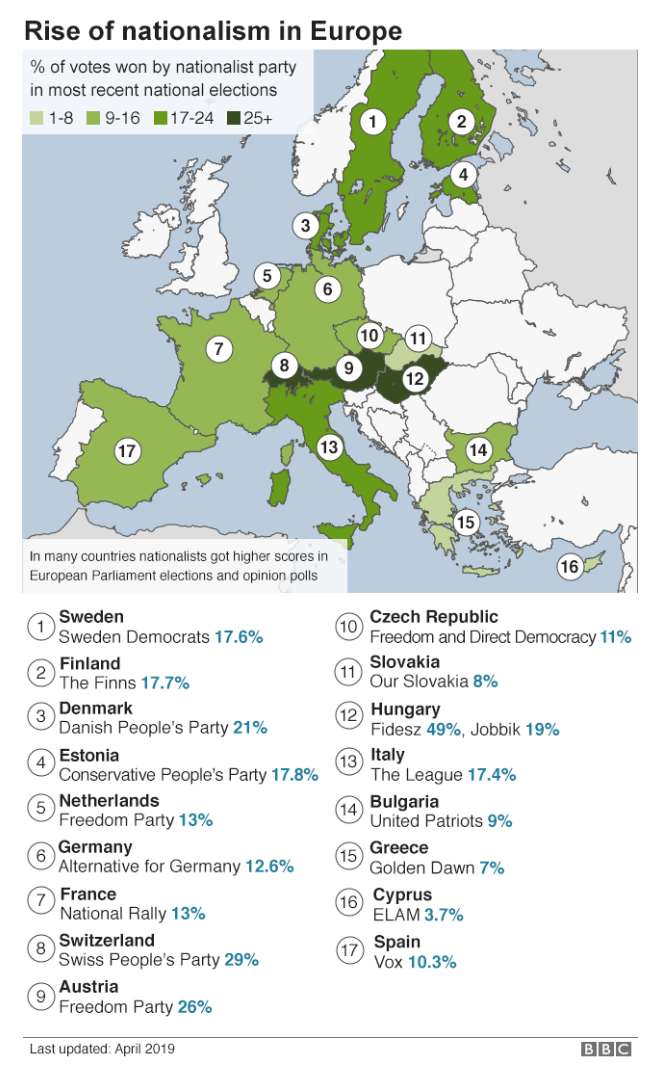 Rise of nationalism in Europe
% of votes won by nationalist party
in most recent national elections
1-8 9-16 17-24 25+
1
2
3
4
5
6
7
8
9
10
11
12
13
14
15
16
17
In many countries nationalists got higher scores in
European Parliament elections and opinion polls
1 Sweden
Sweden Democrats 17.6%
2 Finland
The Finns 17.7%
3 Denmark
Danish People's Party 21%
4 Estonia
Conservative People's Party 17.8%
5 Netherlands
Freedom Party 13%
6 Germany
Alternative for Germany 12.6%
7 France
National Rally 13%
8 Switzerland
Swiss People's Party 29%
9 Austria
Freedom Party 26%
10 Czech Republic
Freedom and Direct Democracy 11%
11 Slovakia
Our Slovakia 8%
12 Hungary
Fidesz 49%, Jobbik 19%
13 Italy
The League 17.4%
14 Bulgaria
United Patriots 9%
15 Greece
Golden Dawn 7%
16 Cyprus
ELAM 3.7%
17 Spain
Vox 10.3%
Last updated: April 2019
BBC